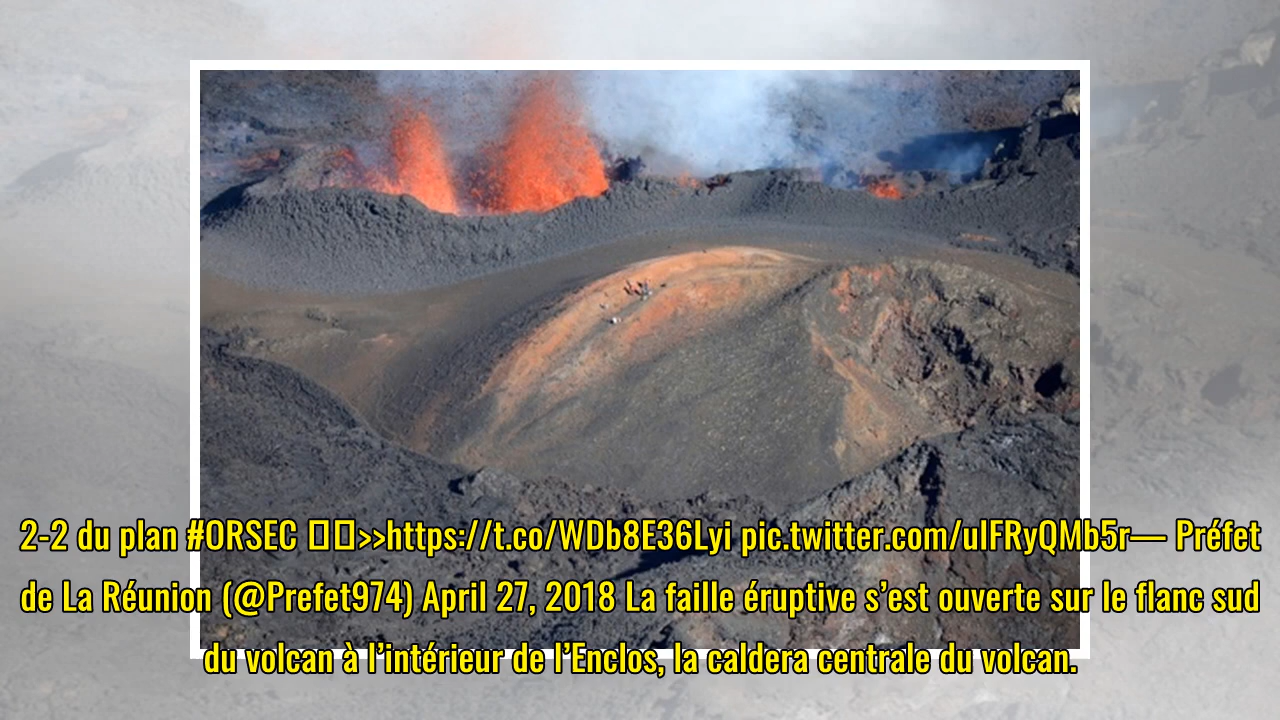 2-2 du plan #ORSEC ▯▯>>https://t.co/WDb8E36Lyi pic.twitter.com/uIFRyQMb5r— Préfet
de La Réunion (@Prefet974) April 27, 2018 La faille éruptive s’est ouverte sur le flanc sud
du volcan à l’intérieur de l’Enclos, la caldera centrale du volcan.